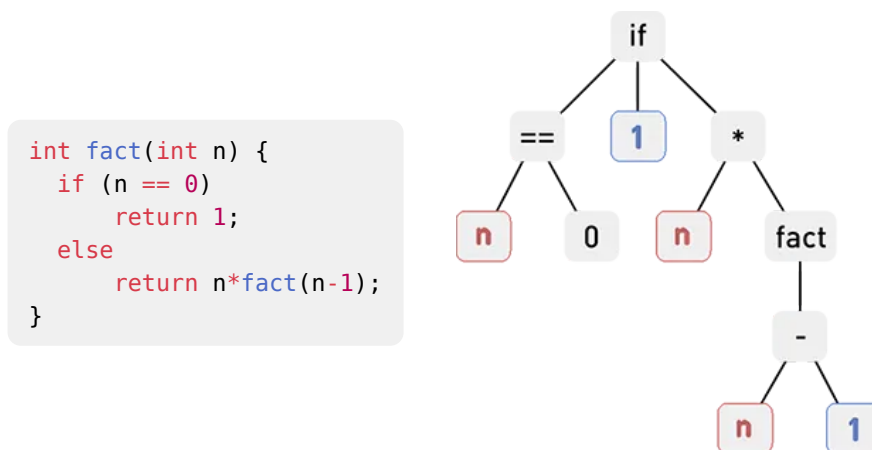 int fact(int n) {
if (n == 0)
return 1;
else
return n*fact(n-1);
}
if
== 1 *
n 0 n fact
-
n 1